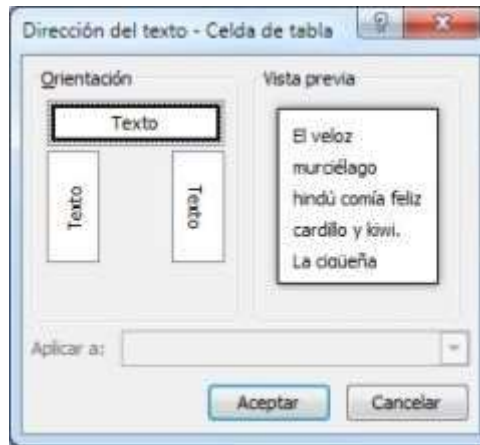 Dirección del texto - Celda de tabla
Orientación
Texto
Texto
Texto
Vista previa
El veloz
murciélago
hindú comía feliz
cardillo y kiwi.
La cigüeña
Aplicar a:
Aceptar
Cancelar